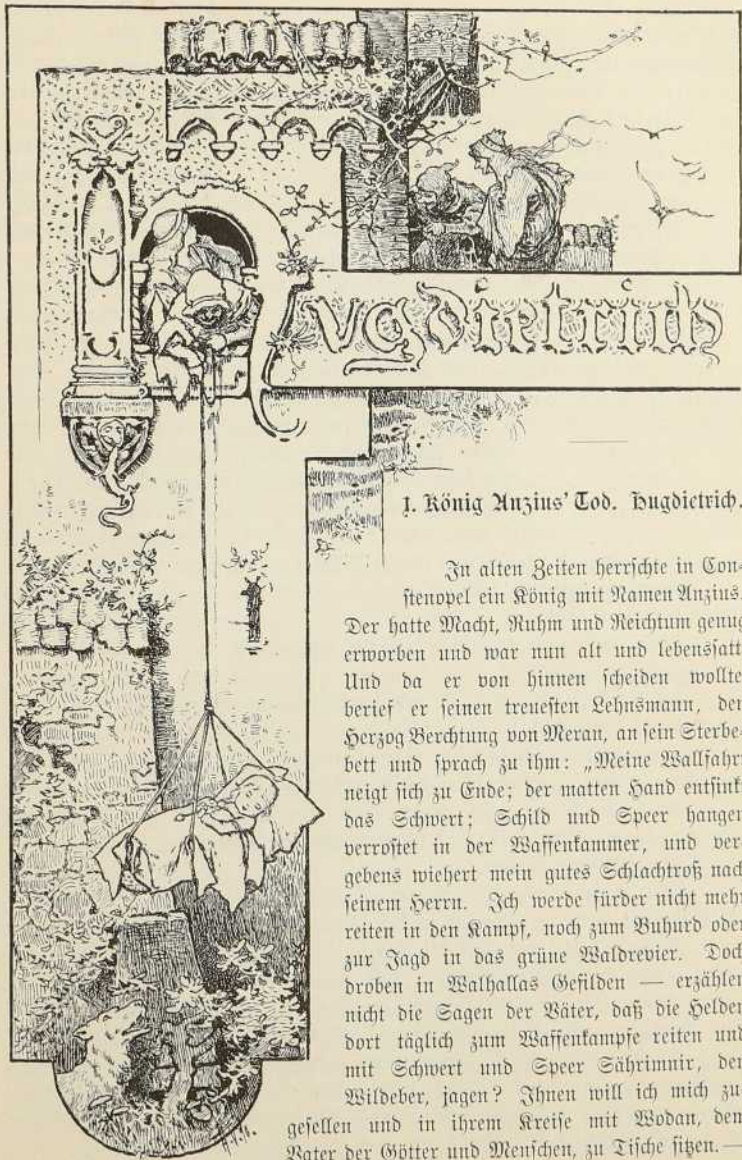 Hvgdietrich
I. König Anzius' Tod. Hugdietrich.
In alten Zeiten herrschte in Con-
stenopel ein König mit Namen Anzius.
Der hatte Macht, Ruhm und Reichtum genug
erworben und war nun alt und lebenssatt.
Und da er von hinnen scheiden wollte,
berief er seinen treuesten Lehnsmann, den
Herzog Berchtung von Meran, an sein Sterbe-
bett und sprach zu ihm: „Meine Wallfahrt
neigt sich zu Ende; der matten Hand entsinkt
das Schwert; Schild und Speer hangen
verrostet in der Waffenkammer, und ver-
gebens wiehert mein gutes Schlachtroß nach
seinem Herrn. Ich werde fürder nicht mehr
reiten in den Kampf, noch zum Buhurd oder
zur Jagd in das grüne Waldrevier. Doch
droben in Walhallas Gefilden — erzählen
nicht die Sagen der Väter, daß die Helden
dort täglich zum Waffenkampfe reiten und
mit Schwert und Speer Sährimnir, den
Wildeber, jagen? Ihnen will ich mich zu-
gesellen und in ihrem Kreise mit Wodan, dem
Vater der Götter und Menschen, zu Tische sitzen. —